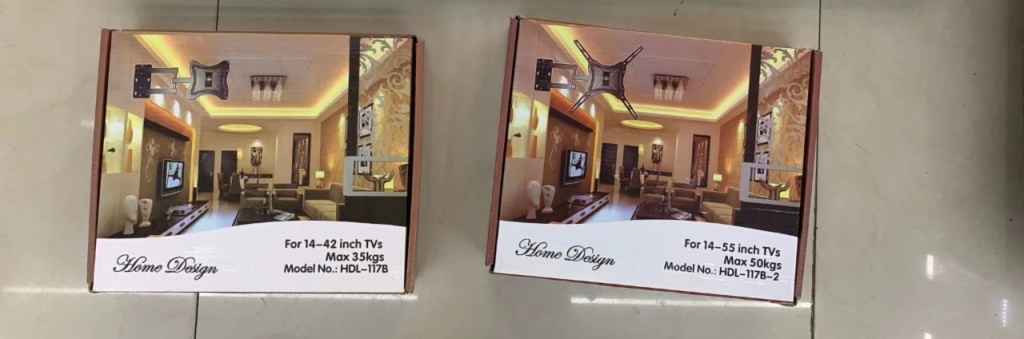 Home Design
For 14-42 inch TVs
Max 35kgs
Model No.: HDL-117B
Home Design
For 14-55 inch TVs
Max 50kgs
Model No.: HDL-117B-2